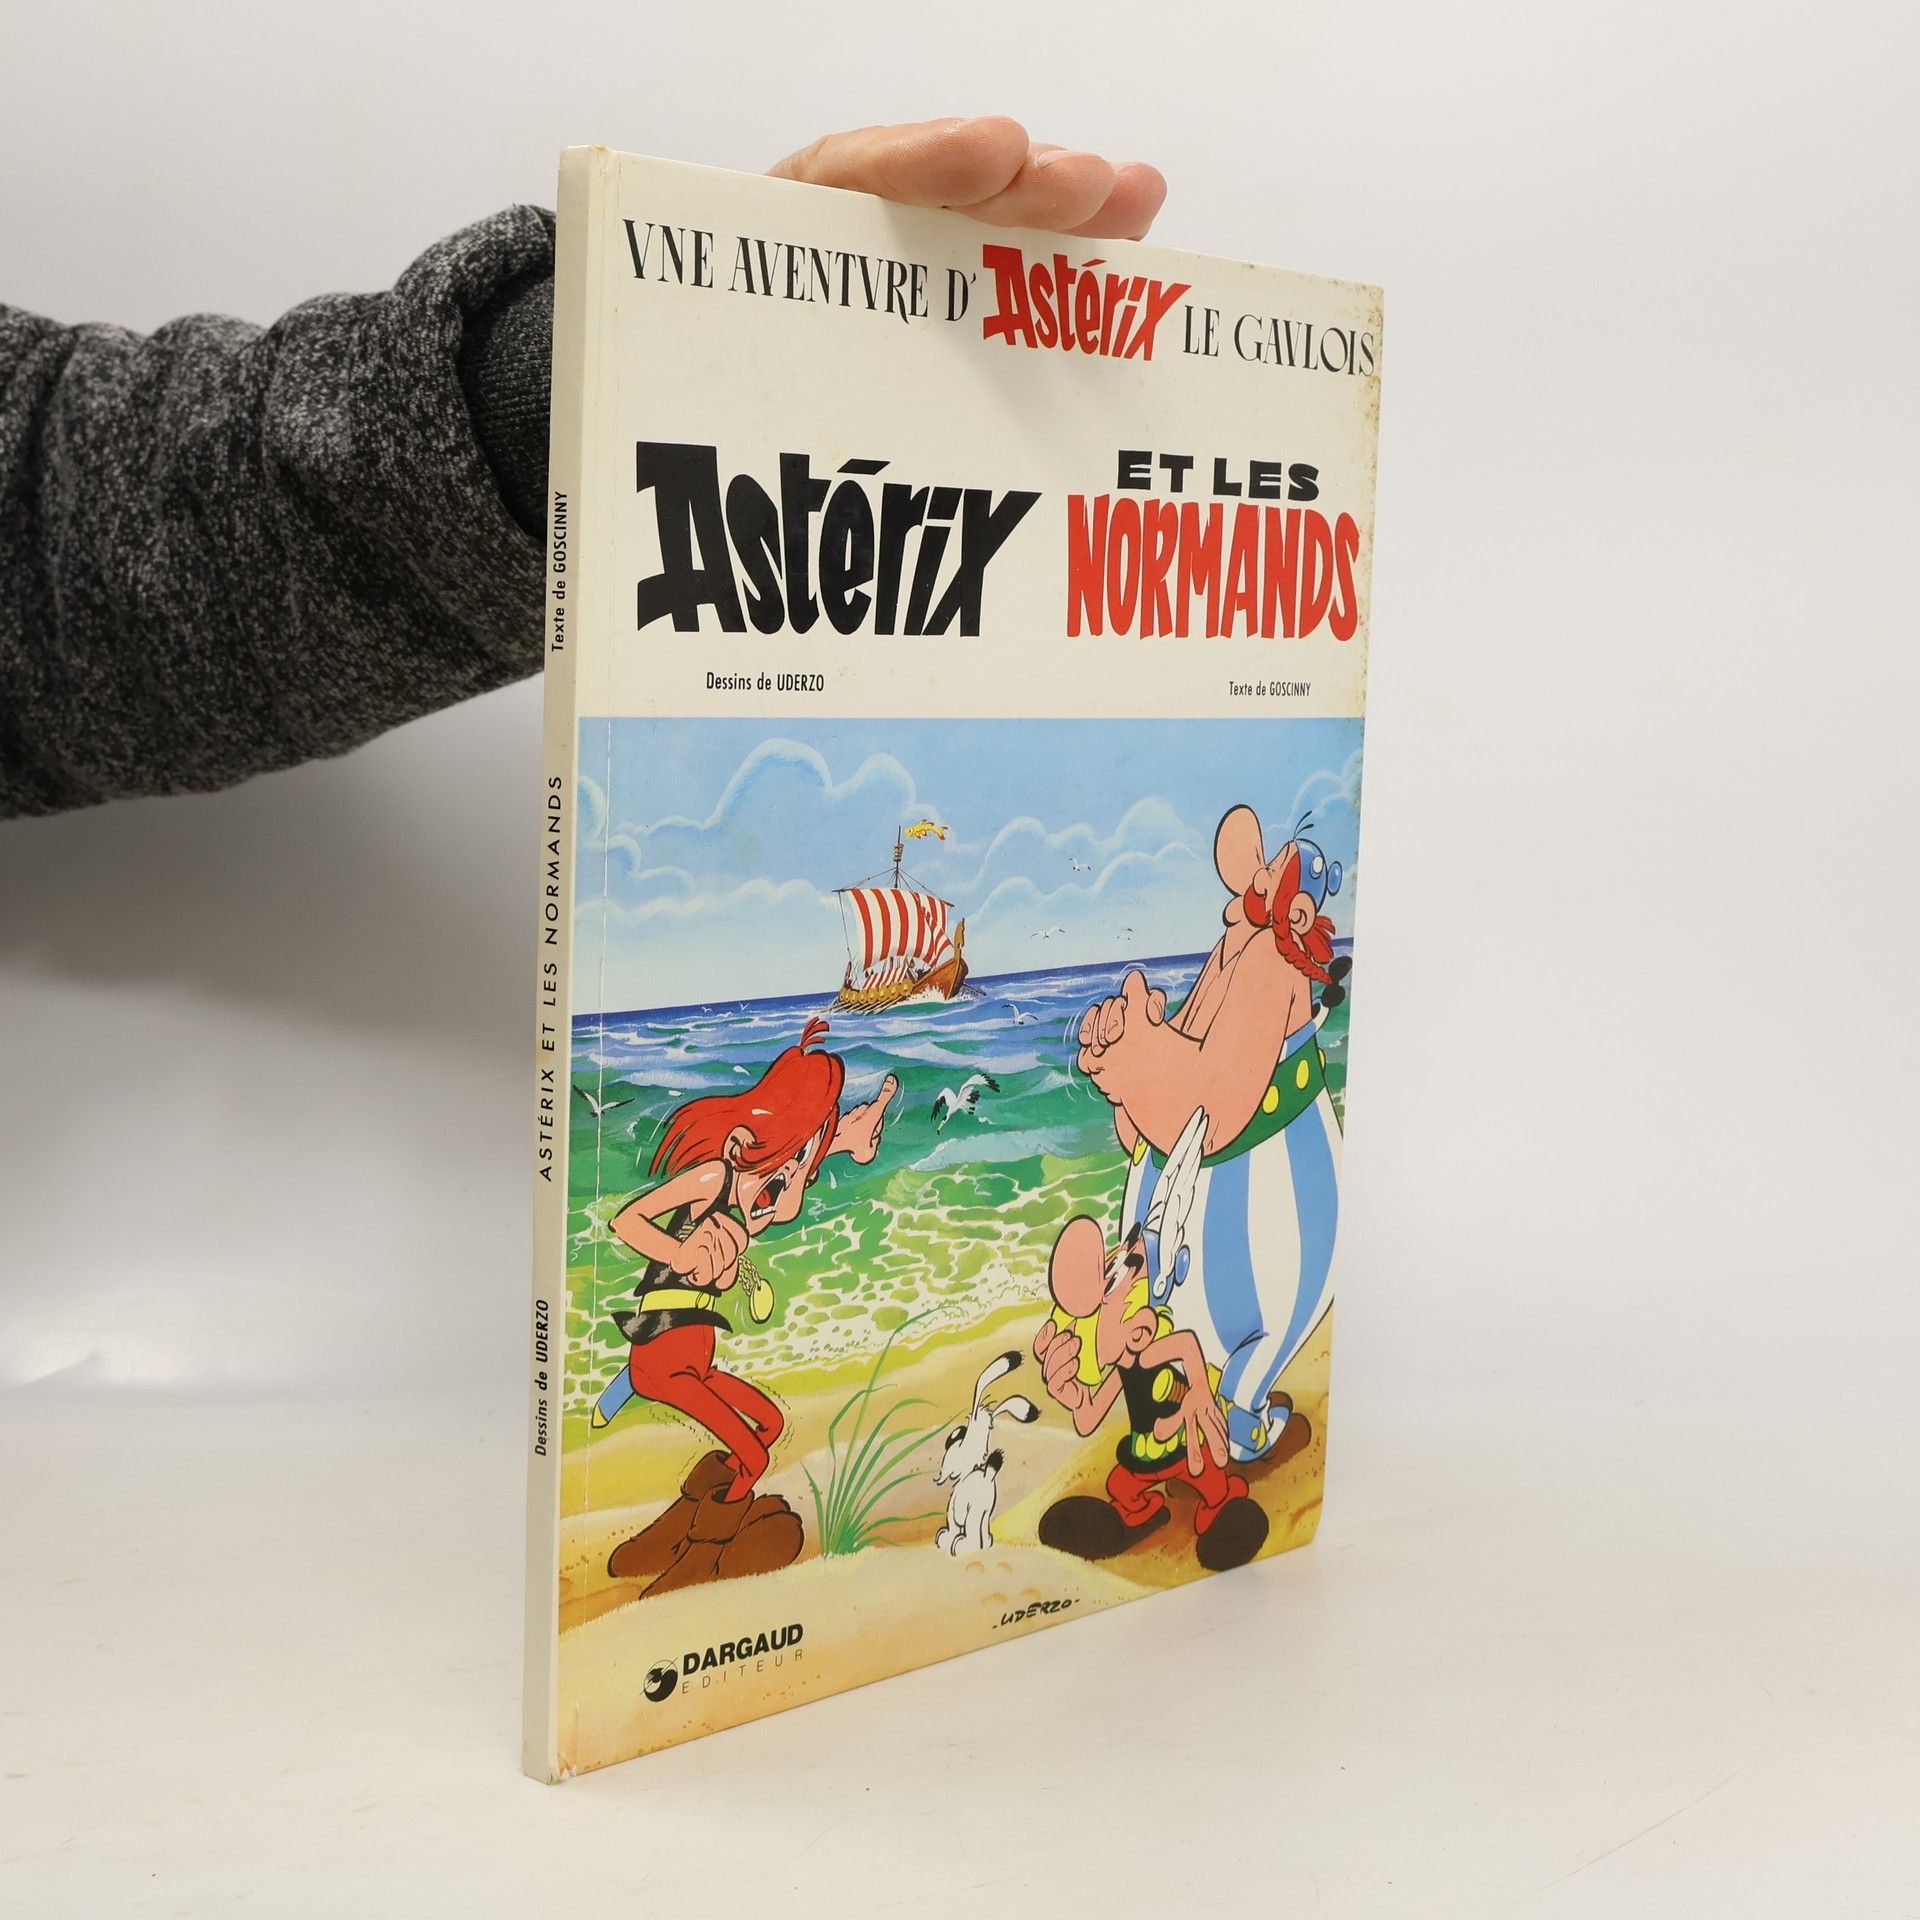 VNE AVENTVRE D'Astérix LE GAVLOIS
Astérix ET LES
NORMANDS
Dessins de UDERZO
Texte de GOSCINNY
-UDERZO-
DARGAUD
EDITEUR
Texte de GOSCINNY
ASTÉRIX ET LES NORMANDS
Dessins de UDERZO